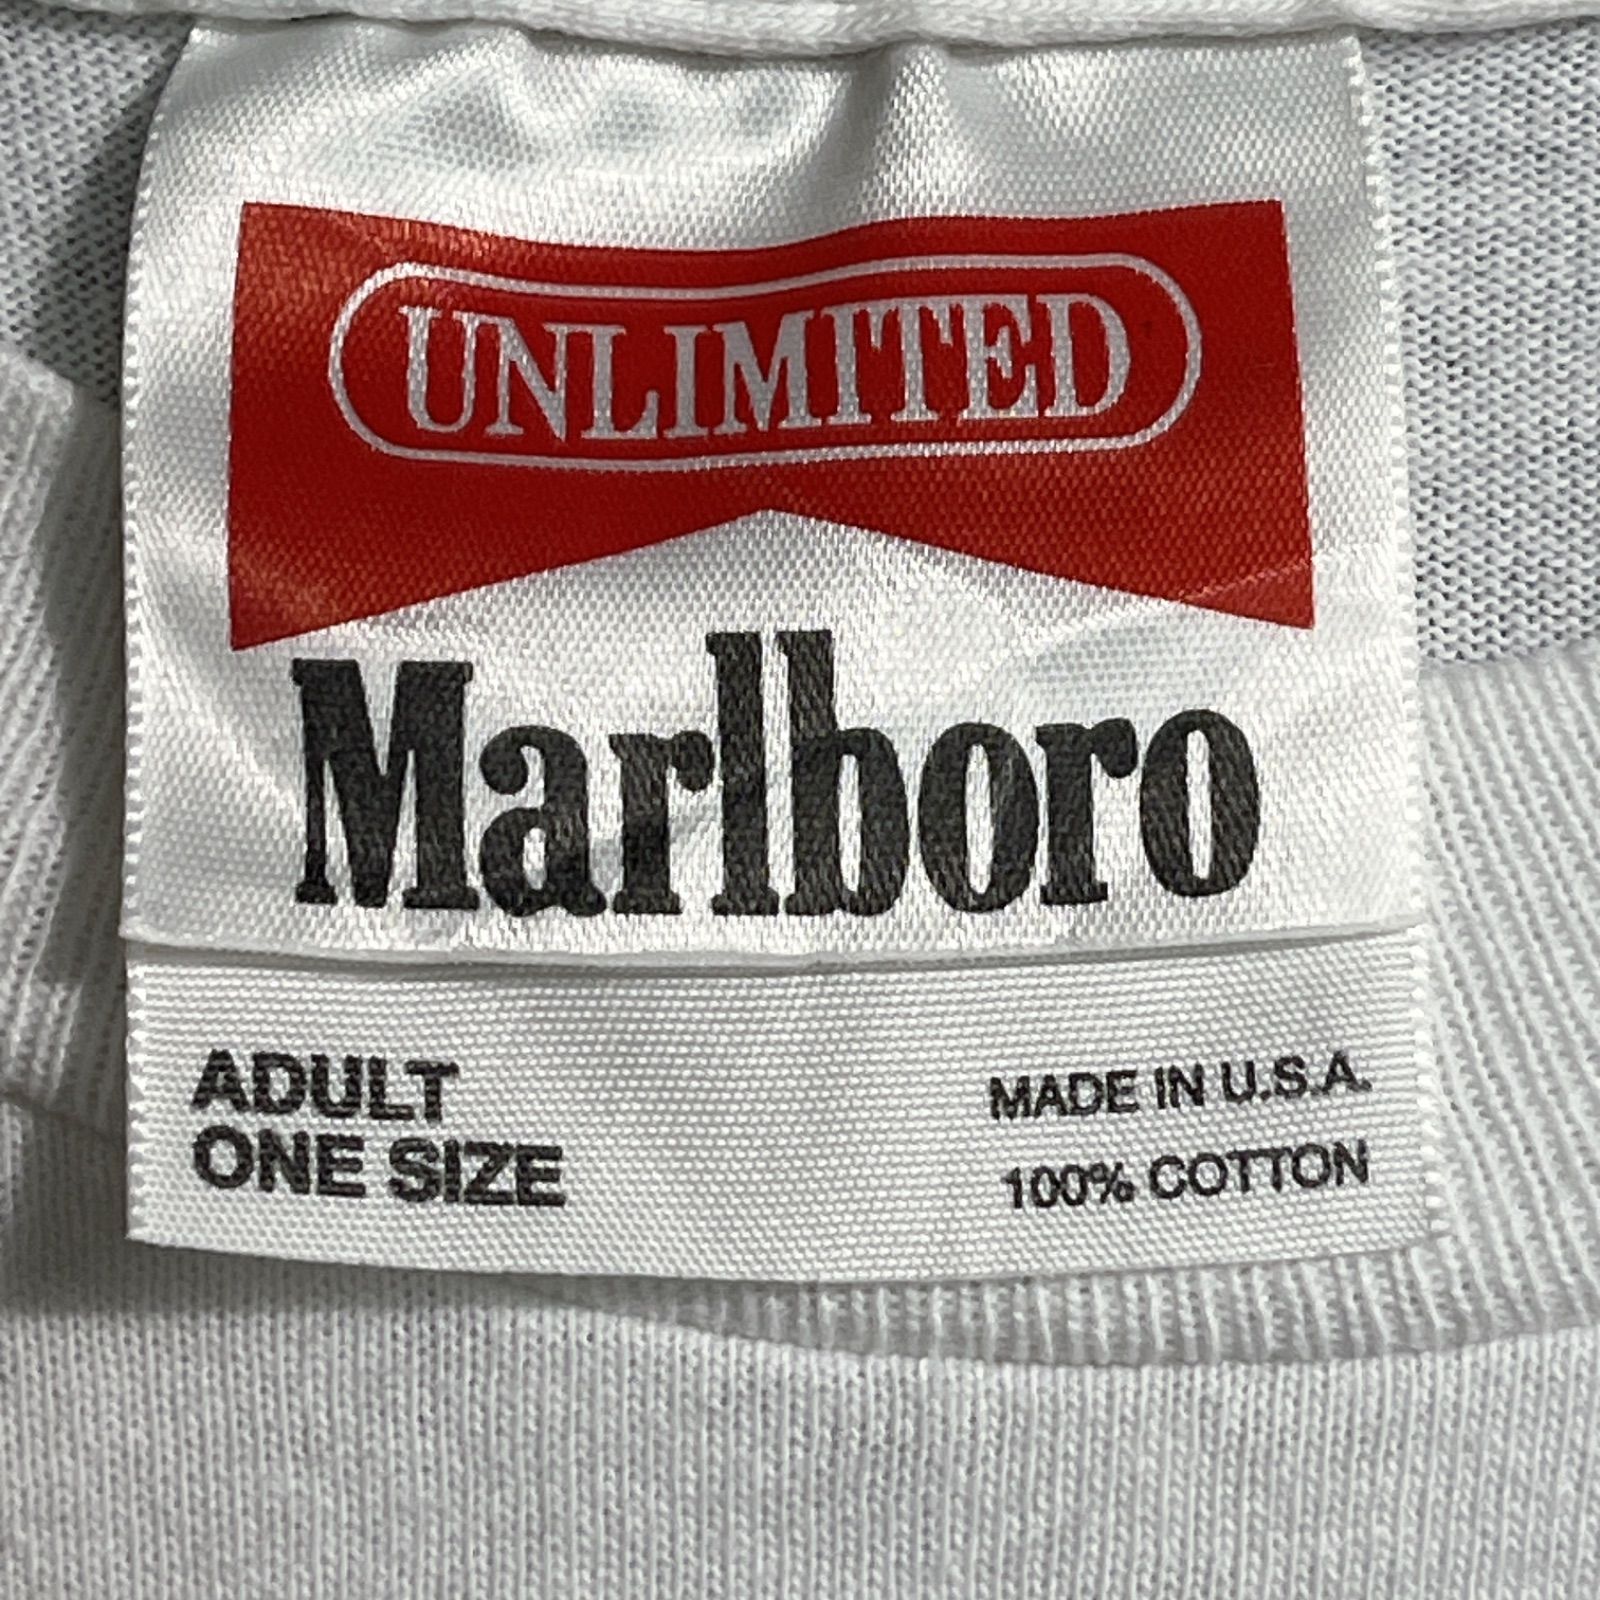 UNLIMITED
Marlboro
ADULT
ONE SIZE
MADE IN U.S.A.
100% COTTON